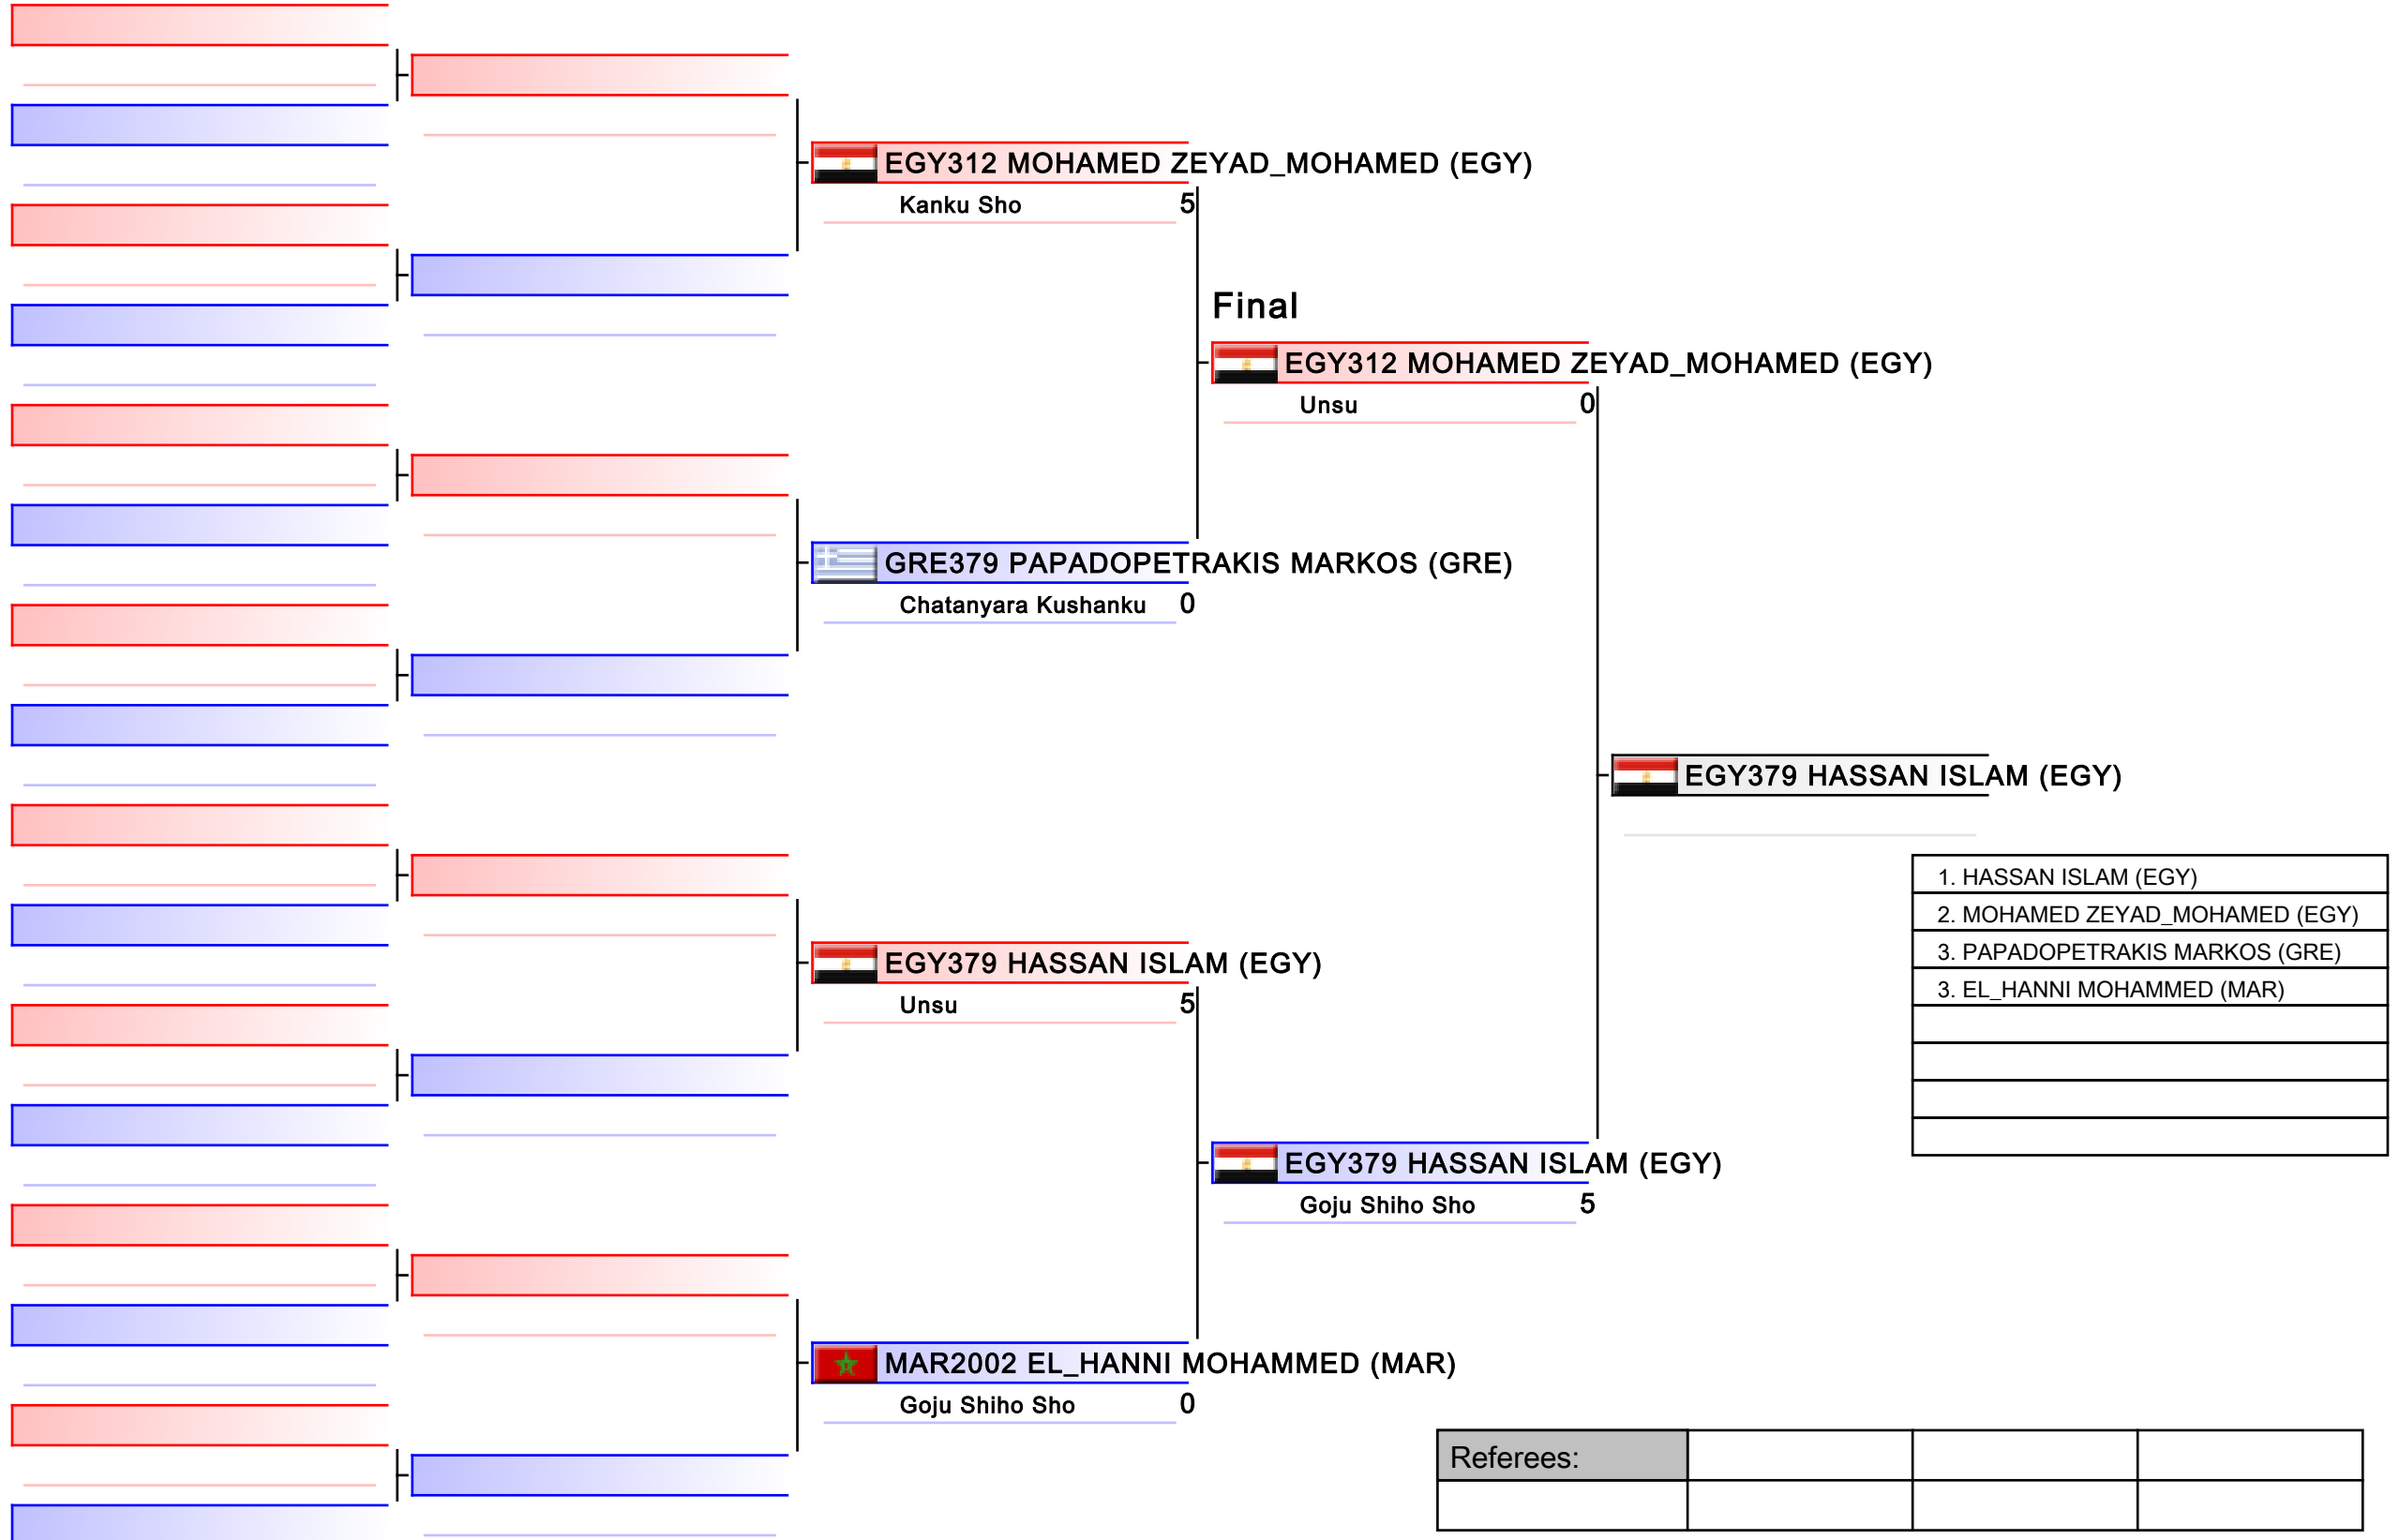 EGY312 MOHAMED ZEYAD_MOHAMED (EGY)
Kanku Sho 5
Final
EGY312 MOHAMED ZEYAD_MOHAMED (EGY)
Unsu 0
GRE379 PAPADOPETRAKIS MARKOS (GRE)
Chatanyara Kushanku 0
EGY379 HASSAN ISLAM (EGY)
1. HASSAN ISLAM (EGY)
2. MOHAMED ZEYAD_MOHAMED (EGY)
3. PAPADOPETRAKIS MARKOS (GRE)
3. EL_HANNI MOHAMMED (MAR)
EGY379 HASSAN ISLAM (EGY)
Unsu 5
EGY379 HASSAN ISLAM (EGY)
Goju Shiho Sho 5
MAR2002 EL_HANNI MOHAMMED (MAR)
Goju Shiho Sho 0
Referees: